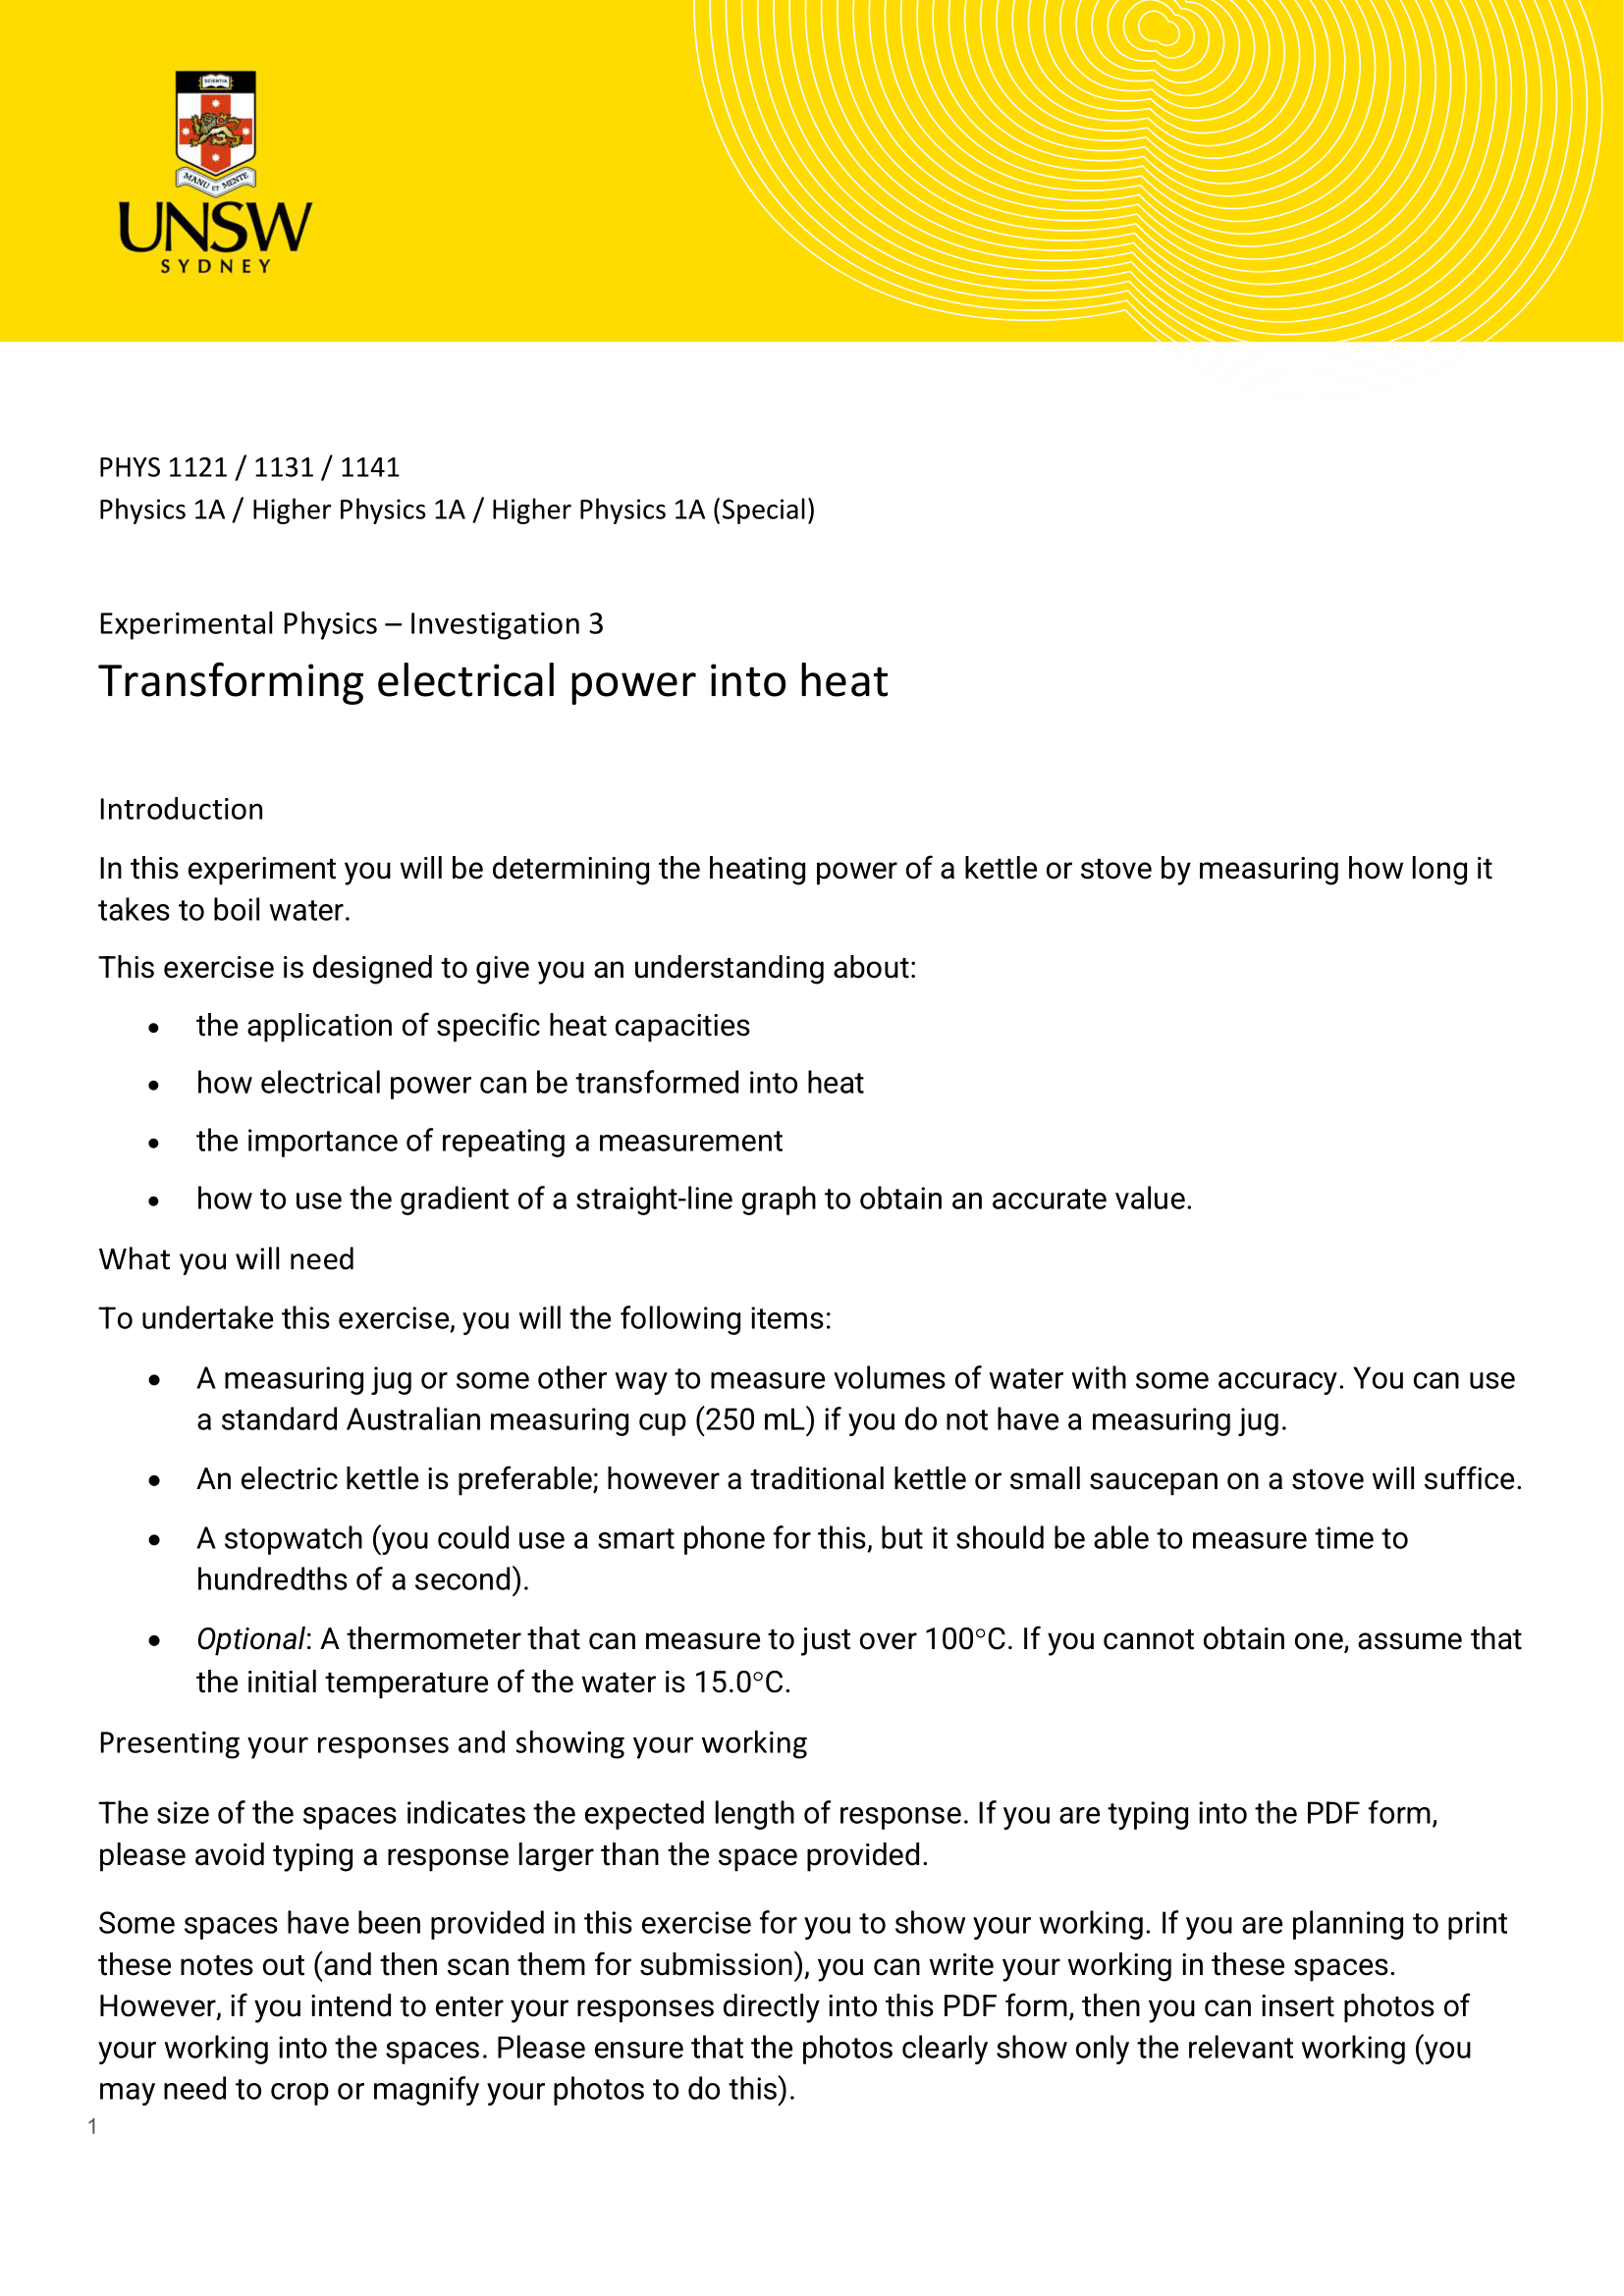 SCIENTIA
MANU ET MENTE
UNSW
SYDNEY
PHYS 1121 / 1131 / 1141
Physics 1A / Higher Physics 1A / Higher Physics 1A (Special)
Experimental Physics – Investigation 3
Transforming electrical power into heat
Introduction
In this experiment you will be determining the heating power of a kettle or stove by measuring how long it
takes to boil water.
This exercise is designed to give you an understanding about:
• the application of specific heat capacities
• how electrical power can be transformed into heat
• the importance of repeating a measurement
• how to use the gradient of a straight-line graph to obtain an accurate value.
What you will need
To undertake this exercise, you will the following items:
• A measuring jug or some other way to measure volumes of water with some accuracy. You can use
a standard Australian measuring cup (250 mL) if you do not have a measuring jug.
• An electric kettle is preferable; however a traditional kettle or small saucepan on a stove will suffice.
• A stopwatch (you could use a smart phone for this, but it should be able to measure time to
hundredths of a second).
• Optional: A thermometer that can measure to just over 100°C. If you cannot obtain one, assume that
the initial temperature of the water is 15.0°C.
Presenting your responses and showing your working
The size of the spaces indicates the expected length of response. If you are typing into the PDF form,
please avoid typing a response larger than the space provided.
Some spaces have been provided in this exercise for you to show your working. If you are planning to print
these notes out (and then scan them for submission), you can write your working in these spaces.
However, if you intend to enter your responses directly into this PDF form, then you can insert photos of
your working into the spaces. Please ensure that the photos clearly show only the relevant working (you
may need to crop or magnify your photos to do this).
1